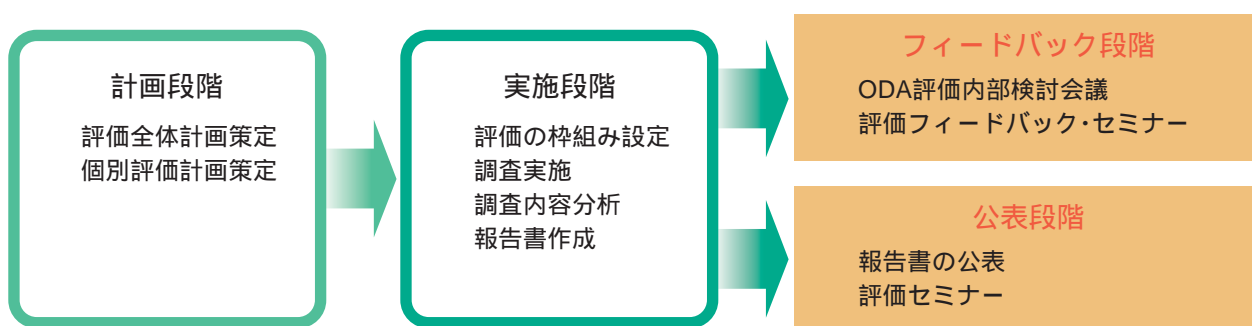 計画段階
評価全体計画策定
個別評価計画策定
実施段階
評価の枠組み設定
調査実施
調査内容分析
報告書作成
フィードバック段階
ODA評価内部検討会議
評価フィードバック・セミナー
公表段階
報告書の公表
評価セミナー